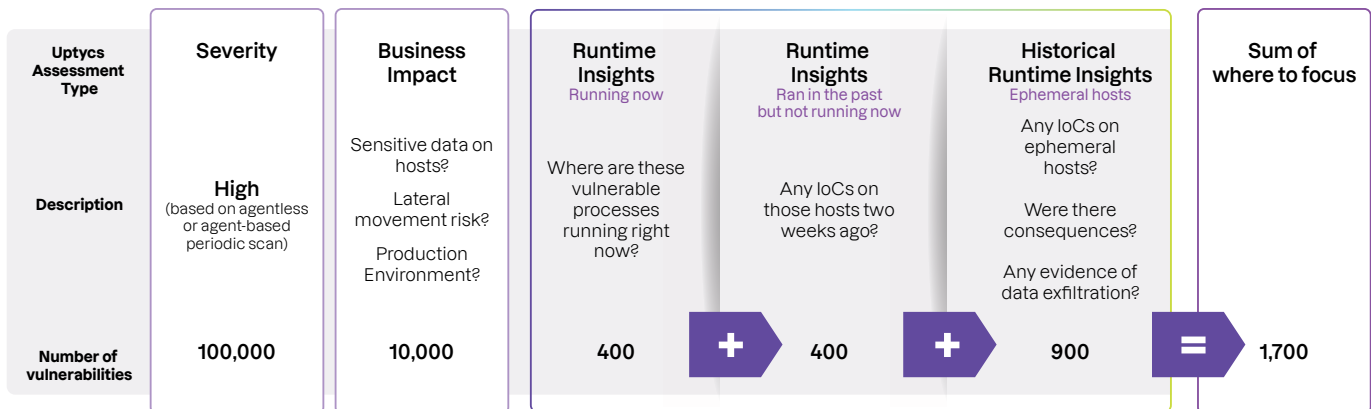 Uptycs
Assessment
Type
Severity
Business
Impact
Runtime
Insights
Running now
Runtime
Insights
Ran in the past
but not running now
Historical
Runtime Insights
Ephemeral hosts
Sum of
where to focus
Description
High
(based on agentless
or agent-based
periodic scan)
Sensitive data on
hosts?
Lateral
movement risk?
Production
Environment?
Where are these
vulnerable
processes
running right
now?
Any IoCs on
those hosts two
weeks ago?
Any IoCs on
ephemeral
hosts?
Were there
consequences?
Any evidence of
data exfiltration?
Number of
vulnerabilities
100,000
10,000
400
+
400
+
900
=
1,700